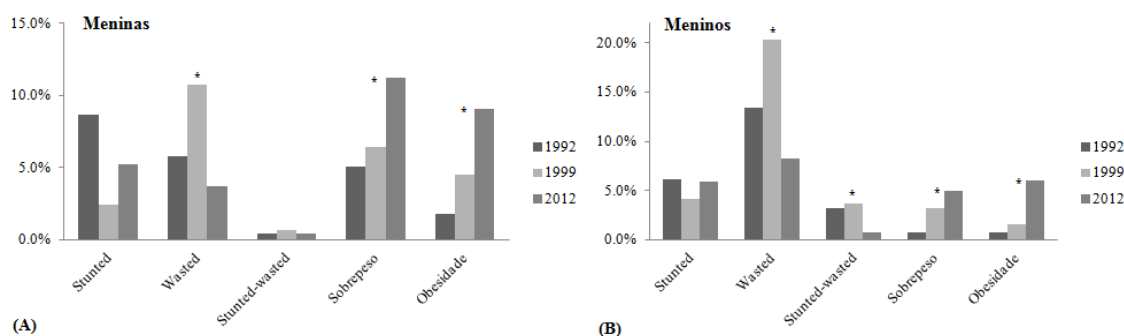 Meninas
15.0%
10.0%
5.0%
0.0%
*
*
*
1992
1999
2012
Stunted
Wasted
Stunted-wasted
Sobrepeso
Obesidade
(A)
Meninos
20.0%
15.0%
10.0%
5.0%
0.0%
*
*
*
*
1992
1999
2012
Stunted
Wasted
Stunted-wasted
Sobrepeso
Obesidade
(B)